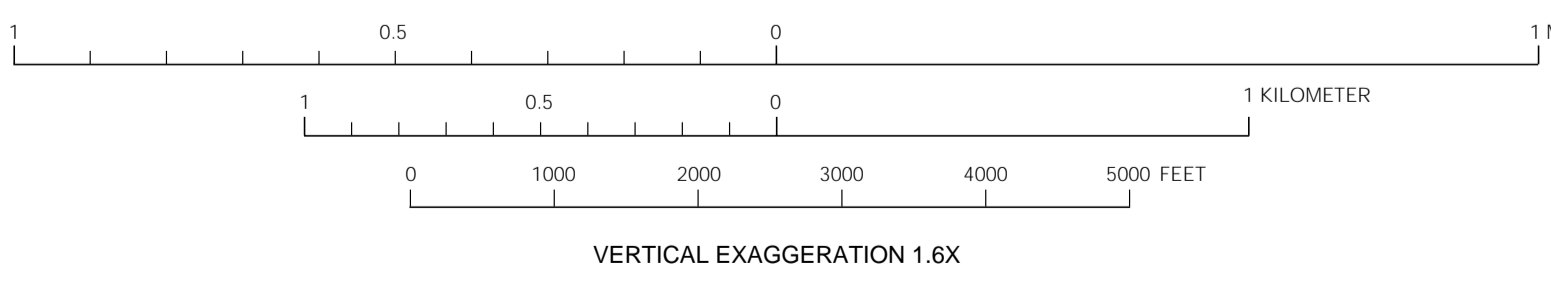 1 0.5 0 1
1 0.5 0 1 KILOMETER
0 1000 2000 3000 4000 5000 FEET
VERTICAL EXAGGERATION 1.6X